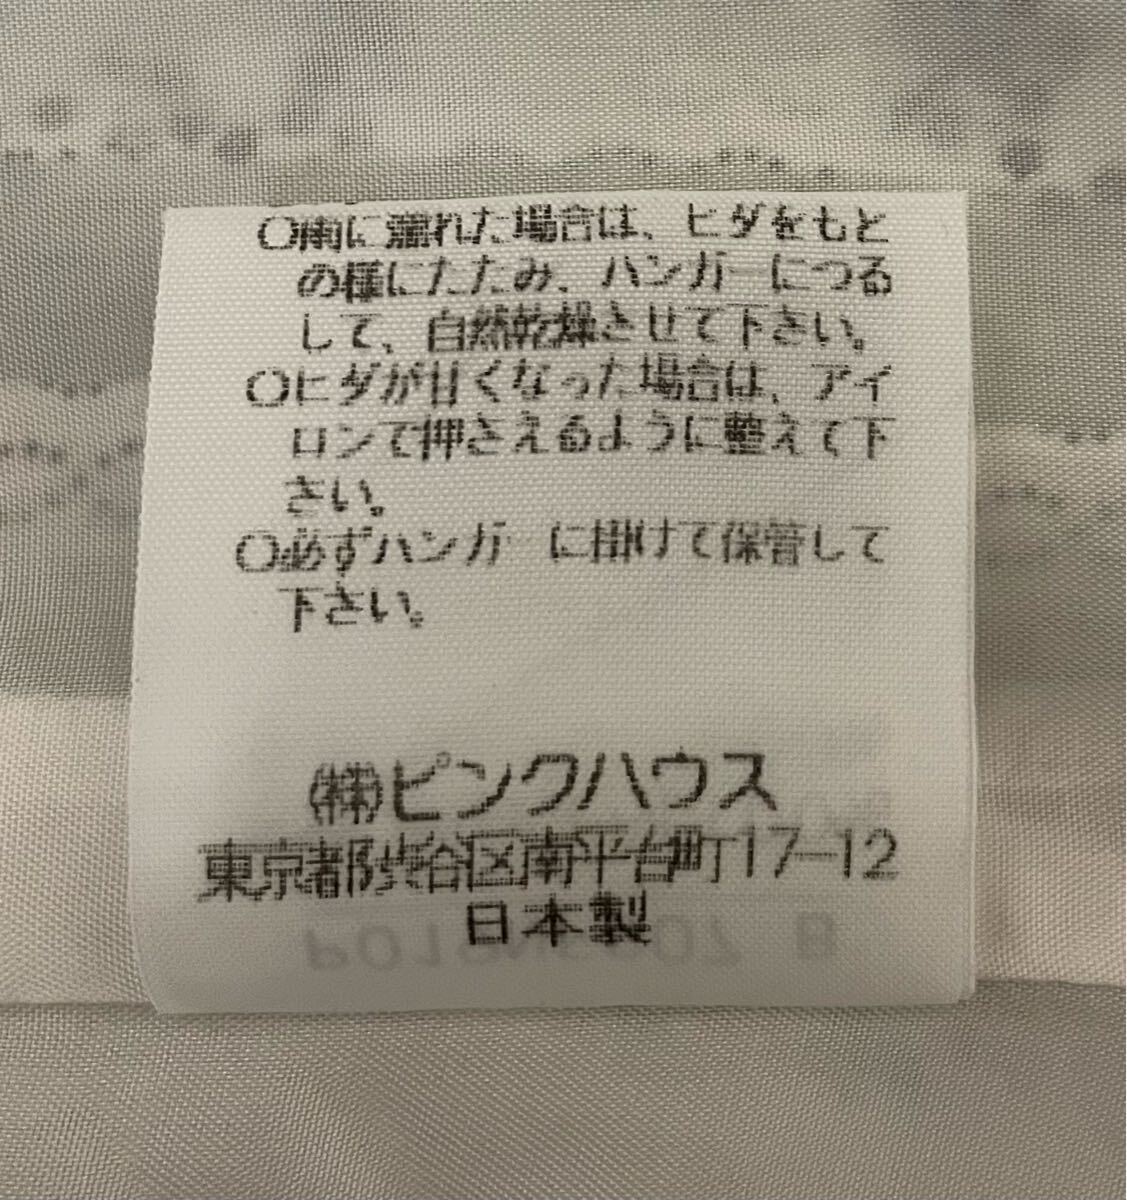 ○雨に濡れた場合は、ヒダをもと
の様にたたみ、ハンガーにつる
して、自然乾燥させて下さい。
○ヒダが甘くなった場合は、アイ
ロンで押さえるように整えて下
さい。
○必ずハンガーに掛けて保管して
下さい。
㈱ピンクハウス
東京都渋谷区南平台町17-12
日本製